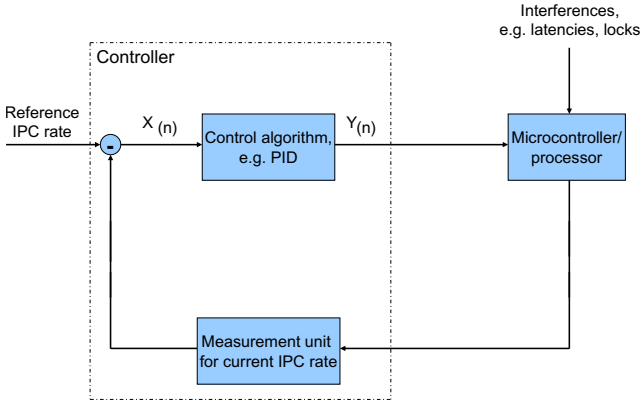 Interferences,
e.g. latencies, locks
Controller
Reference
IPC rate
X (n)
Y(n)
-
Control algorithm,
e.g. PID
Microcontroller/
processor
Measurement unit
for current IPC rate